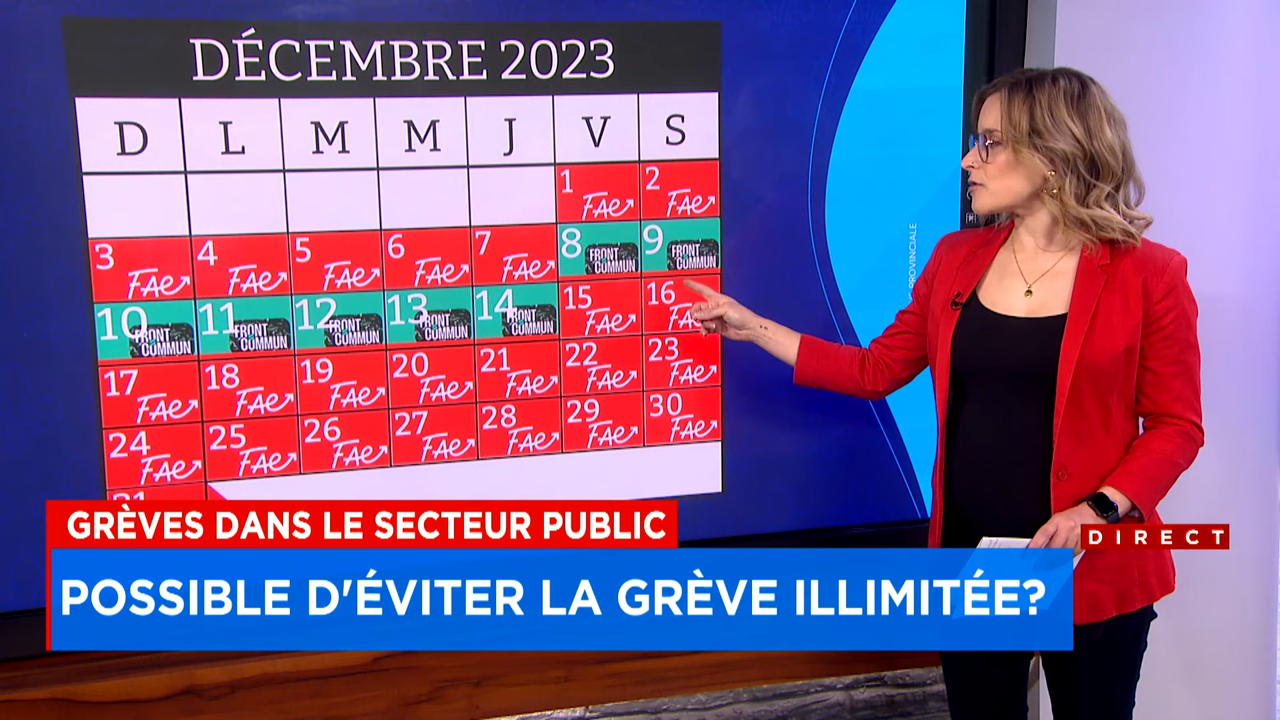 DÉCEMBRE 2023
D L M M J V S
1 FAE 2 FAE
3 FAE 4 FAE 5 FAE 6 FAE 7 FAE 8 FRONT COMMUN 9 FRONT COMMUN
10 FRONT COMMUN 11 FRONT COMMUN 12 FRONT COMMUN 13 FRONT COMMUN 14 FRONT COMMUN 15 FAE 16 FAE
17 FAE 18 FAE 19 FAE 20 FAE 21 FAE 22 FAE 23 FAE
24 FAE 25 FAE 26 FAE 27 FAE 28 FAE 29 FAE 30 FAE
31
PROVINCIALE
GRÈVES DANS LE SECTEUR PUBLIC
DIRECT
POSSIBLE D'ÉVITER LA GRÈVE ILLIMITÉE?